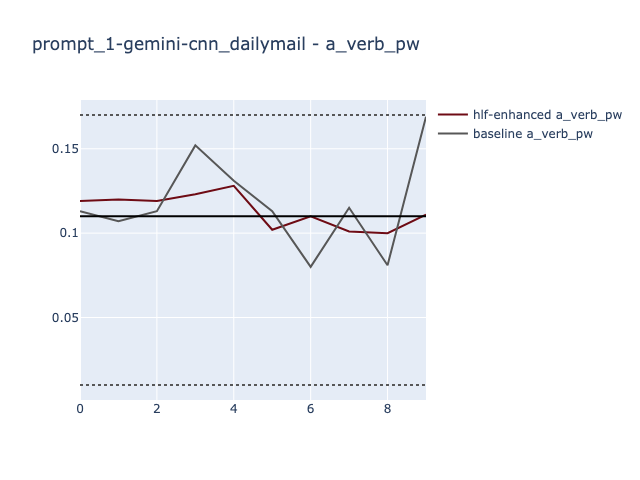 prompt_1-gemini-cnn_dailymail - a_verb_pw
hlf-enhanced a_verb_pw
baseline a_verb_pw
0.15
0.1
0.05
0 2 4 6 8